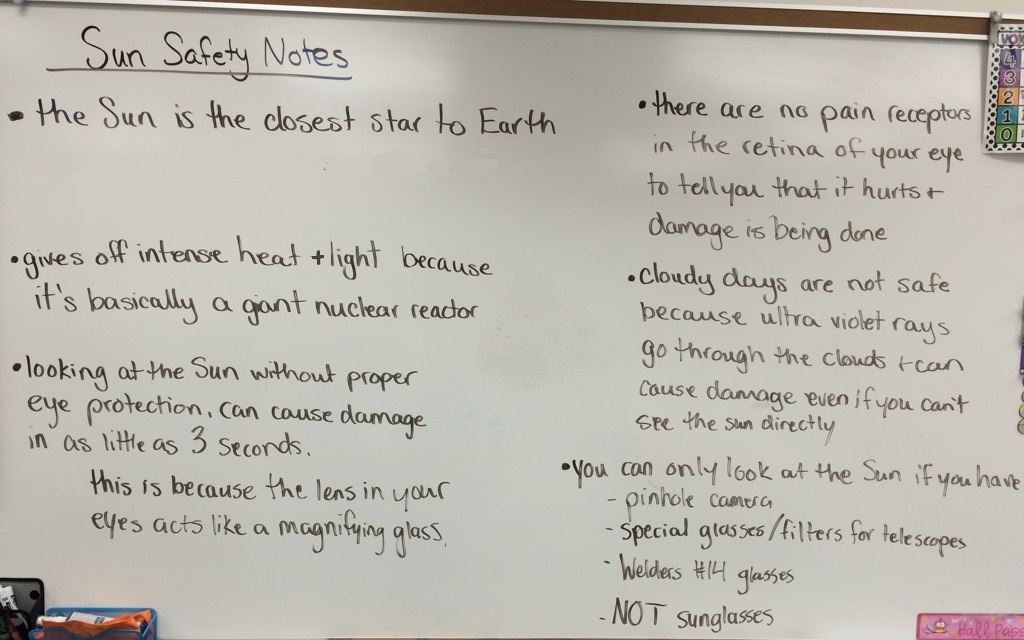 Sun Safety Notes
• the Sun is the closest star to Earth
• gives off intense heat + light because
it's basically a giant nuclear reactor
• looking at the Sun without proper
eye protection, can cause damage
in as little as 3 seconds.
this is because the lens in your
eyes acts like a magnifying glass.
• there are no pain receptors
in the retina of your eye
to tell you that it hurts +
damage is being done
• cloudy days are not safe
because ultra violet rays
go through the clouds + can
cause damage even if you can't
see the sun directly
• you can only look at the Sun if you have
- pinhole camera
- special glasses/filters for telescopes
- Welders #14 glasses
- NOT sunglasses
4
3
2
1
0
Hall Pass